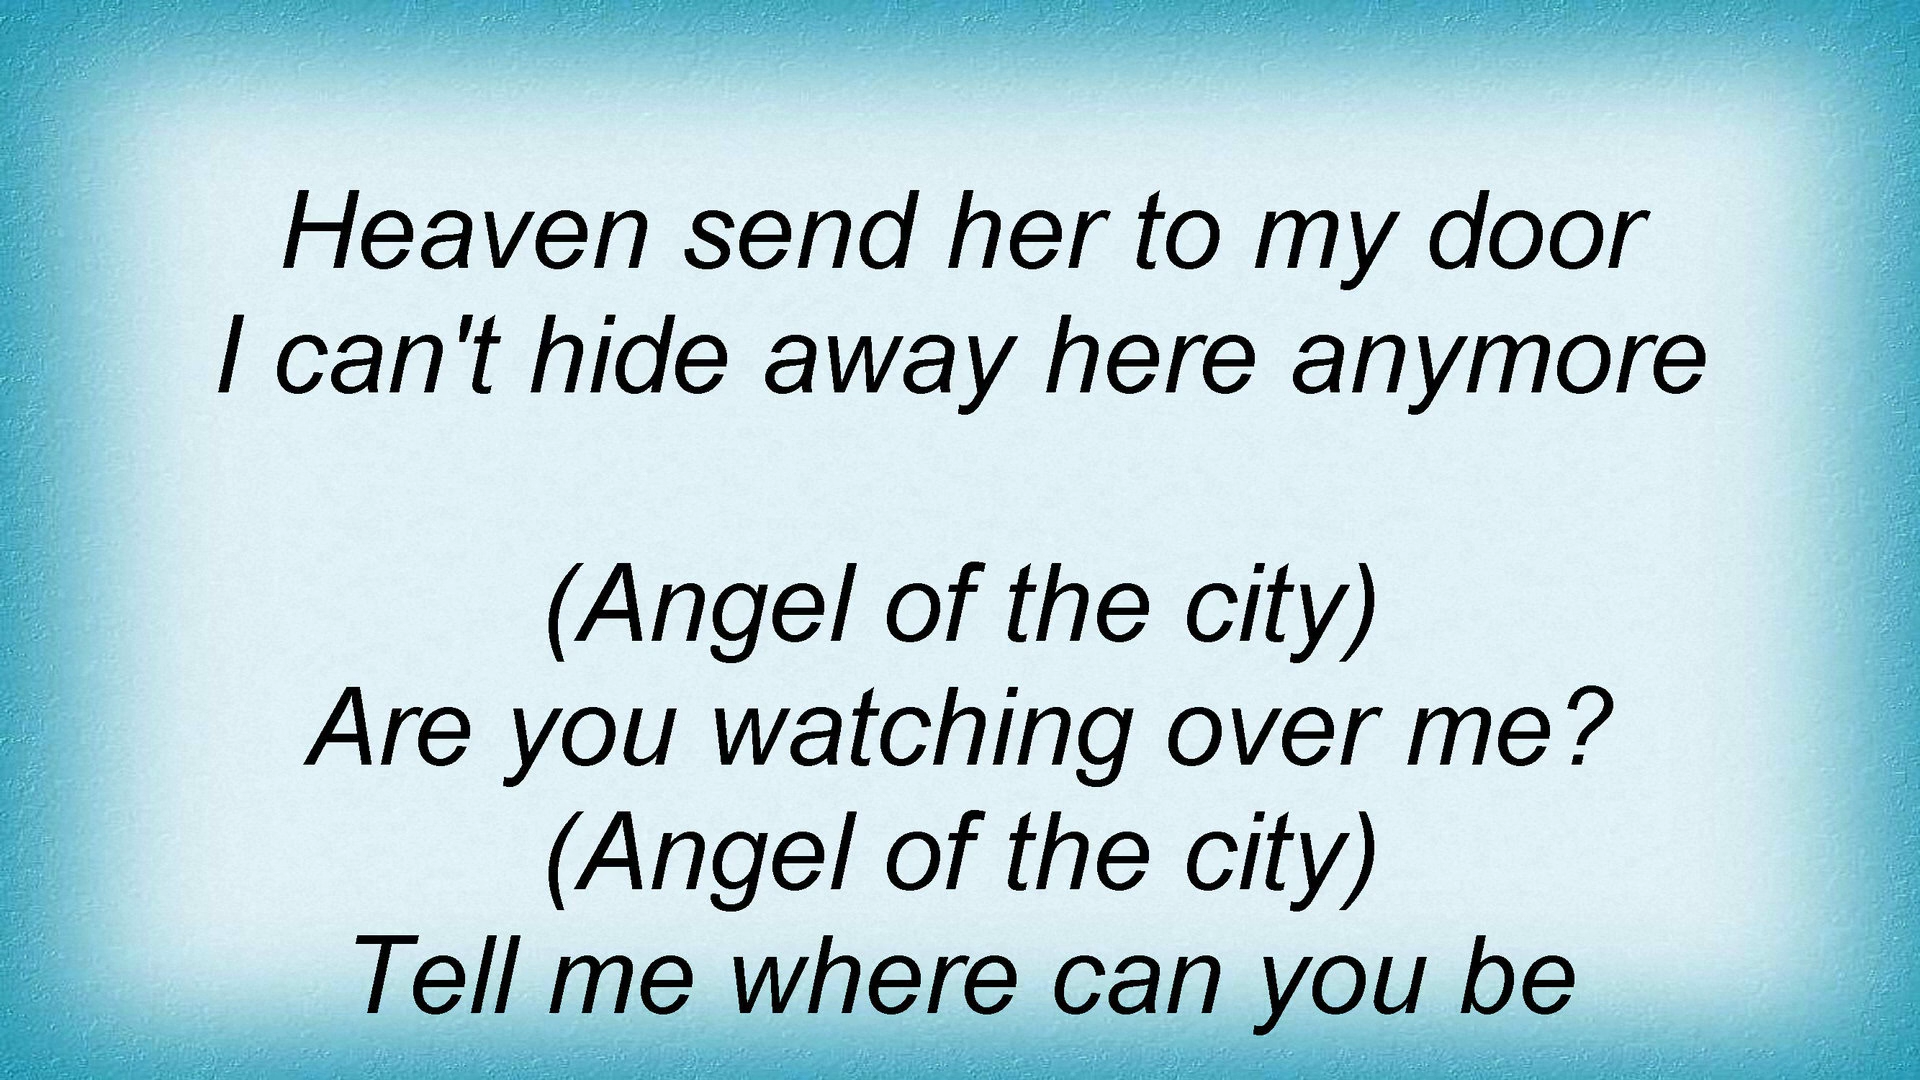 Heaven send her to my door
I can't hide away here anymore
(Angel of the city)
Are you watching over me?
(Angel of the city)
Tell me where can you be